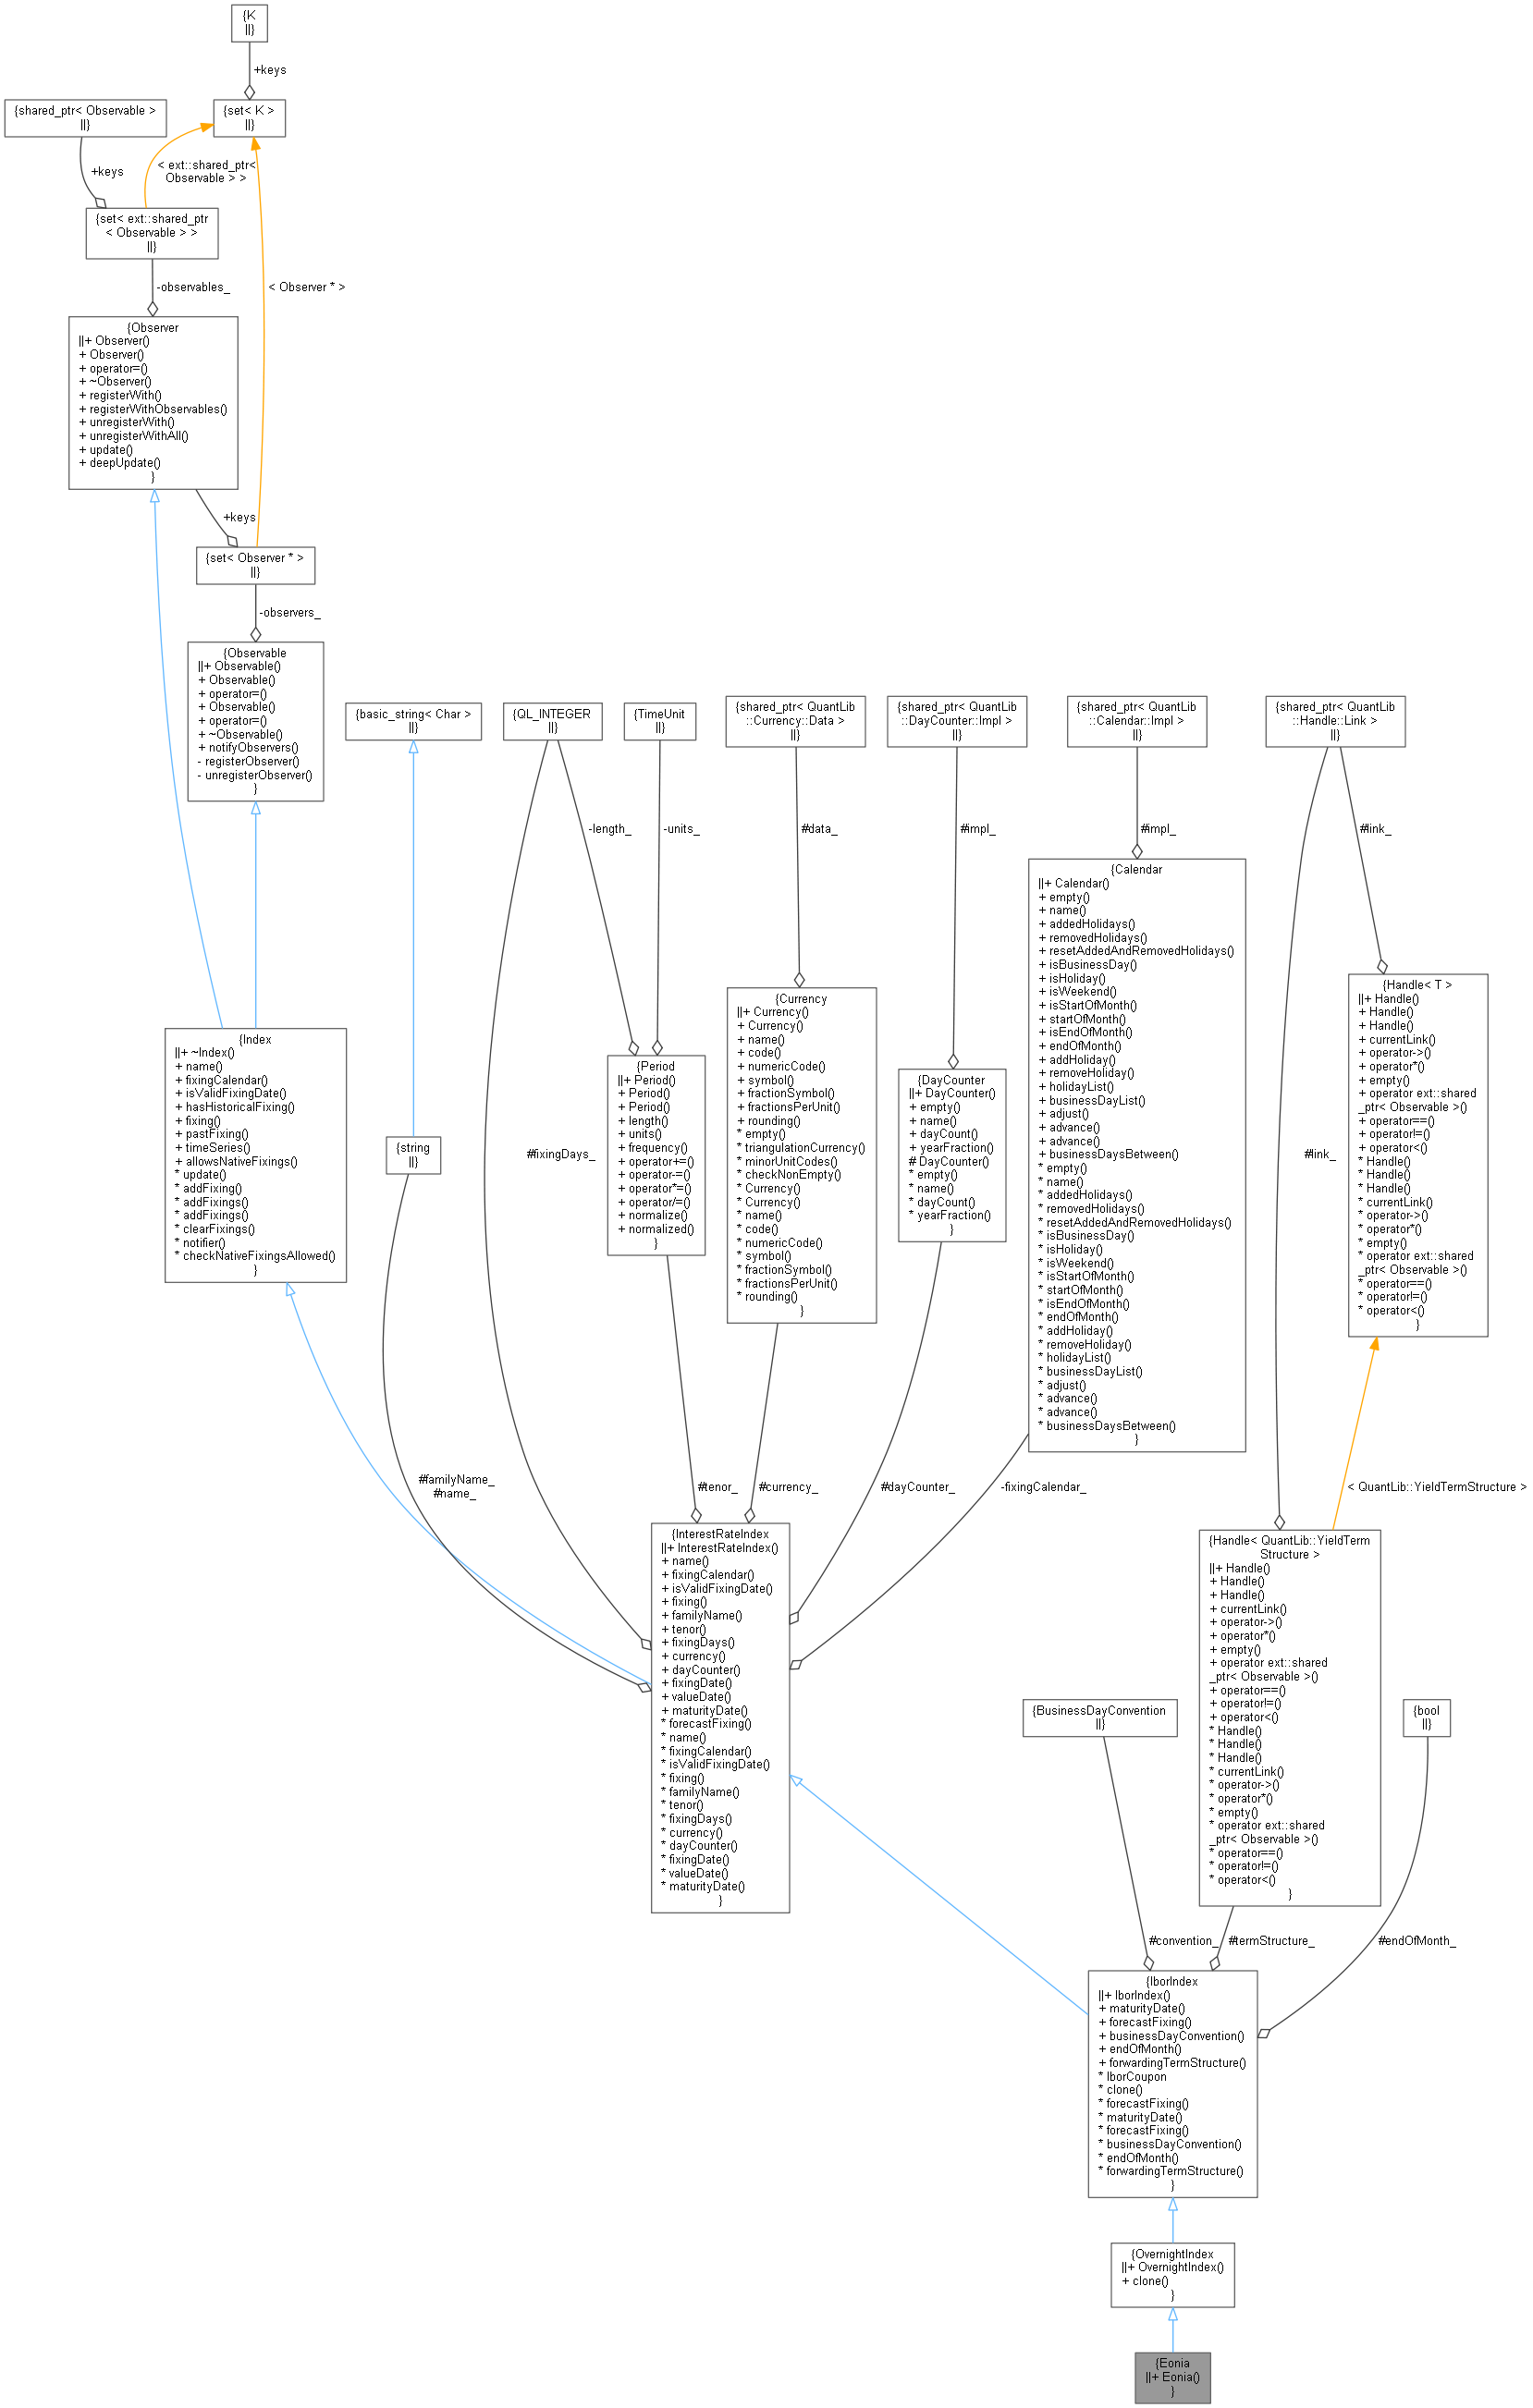 {K
||}
+keys
{shared_ptr< Observable >
||}
{set< K >
||}
+keys
< ext::shared_ptr<
Observable > >
{set< ext::shared_ptr
< Observable > >
||}
-observables_
< Observer * >
{Observer
||+ Observer()
+ Observer()
+ operator=()
+ ~Observer()
+ registerWith()
+ registerWithObservables()
+ unregisterWith()
+ unregisterWithAll()
+ update()
+ deepUpdate()
}
+keys
{set< Observer * >
||}
-observers_
{Observable
||+ Observable()
+ Observable()
+ operator=()
+ Observable()
+ operator=()
+ ~Observable()
+ notifyObservers()
- registerObserver()
- unregisterObserver()
}
{basic_string< Char >
||}
{QL_INTEGER
||}
{TimeUnit
||}
{shared_ptr< QuantLib
::Currency::Data >
||}
{shared_ptr< QuantLib
::DayCounter::Impl >
||}
{shared_ptr< QuantLib
::Calendar::Impl >
||}
{shared_ptr< QuantLib
::Handle::Link >
||}
-length_
-units_
#data_
#impl_
#impl_
#link_
{Index
||+ ~Index()
+ name()
+ fixingCalendar()
+ isValidFixingDate()
+ hasHistoricalFixing()
+ fixing()
+ pastFixing()
+ timeSeries()
+ allowsNativeFixings()
* update()
* addFixing()
* addFixings()
* addFixings()
* clearFixings()
* notifier()
* checkNativeFixingsAllowed()
}
{string
||}
#fixingDays_
{Period
||+ Period()
+ Period()
+ Period()
+ length()
+ units()
+ frequency()
+ operator+=()
+ operator-=()
+ operator*=()
+ operator/=()
+ normalize()
+ normalized()
}
{Currency
||+ Currency()
+ Currency()
+ name()
+ code()
+ numericCode()
+ symbol()
+ fractionSymbol()
+ fractionsPerUnit()
+ rounding()
* empty()
* triangulationCurrency()
* minorUnitCodes()
* checkNonEmpty()
* Currency()
* Currency()
* name()
* code()
* numericCode()
* symbol()
* fractionSymbol()
* fractionsPerUnit()
* rounding()
}
{DayCounter
||+ DayCounter()
+ empty()
+ name()
+ dayCount()
+ yearFraction()
# DayCounter()
* empty()
* name()
* dayCount()
* yearFraction()
}
{Calendar
||+ Calendar()
+ empty()
+ name()
+ addedHolidays()
+ removedHolidays()
+ resetAddedAndRemovedHolidays()
+ isBusinessDay()
+ isHoliday()
+ isWeekend()
+ isStartOfMonth()
+ startOfMonth()
+ isEndOfMonth()
+ endOfMonth()
+ addHoliday()
+ removeHoliday()
+ holidayList()
+ businessDayList()
+ adjust()
+ advance()
+ advance()
+ businessDaysBetween()
* empty()
* name()
* addedHolidays()
* removedHolidays()
* resetAddedAndRemovedHolidays()
* isBusinessDay()
* isHoliday()
* isWeekend()
* isStartOfMonth()
* startOfMonth()
* isEndOfMonth()
* endOfMonth()
* addHoliday()
* removeHoliday()
* holidayList()
* businessDayList()
* adjust()
* advance()
* advance()
* businessDaysBetween()
}
#link_
{Handle< T >
||+ Handle()
+ Handle()
+ Handle()
+ currentLink()
+ operator->()
+ operator*()
+ empty()
+ operator ext::shared
_ptr< Observable >()
+ operator==()
+ operator!=()
+ operator<()
* Handle()
* Handle()
* Handle()
* currentLink()
* operator->()
* operator*()
* empty()
* operator ext::shared
_ptr< Observable >()
* operator==()
* operator!=()
* operator<()
}
#familyName_
#name_
#tenor_
#currency_
#dayCounter_
-fixingCalendar_
< QuantLib::YieldTermStructure >
{InterestRateIndex
||+ InterestRateIndex()
+ name()
+ fixingCalendar()
+ isValidFixingDate()
+ fixing()
+ familyName()
+ tenor()
+ fixingDays()
+ currency()
+ dayCounter()
+ fixingDate()
+ valueDate()
+ maturityDate()
* forecastFixing()
* name()
* fixingCalendar()
* isValidFixingDate()
* fixing()
* familyName()
* tenor()
* fixingDays()
* currency()
* dayCounter()
* fixingDate()
* valueDate()
* maturityDate()
}
{BusinessDayConvention
||}
{Handle< QuantLib::YieldTerm
Structure >
||+ Handle()
+ Handle()
+ Handle()
+ currentLink()
+ operator->()
+ operator*()
+ empty()
+ operator ext::shared
_ptr< Observable >()
+ operator==()
+ operator!=()
+ operator<()
* Handle()
* Handle()
* Handle()
* currentLink()
* operator->()
* operator*()
* empty()
* operator ext::shared
_ptr< Observable >()
* operator==()
* operator!=()
* operator<()
}
{bool
||}
#convention_
#termStructure_
#endOfMonth_
{IborIndex
||+ IborIndex()
+ maturityDate()
+ forecastFixing()
+ businessDayConvention()
+ endOfMonth()
+ forwardingTermStructure()
* IborCoupon
* clone()
* forecastFixing()
* maturityDate()
* forecastFixing()
* businessDayConvention()
* endOfMonth()
* forwardingTermStructure()
}
{OvernightIndex
||+ OvernightIndex()
+ clone()
}
{Eonia
||+ Eonia()
}